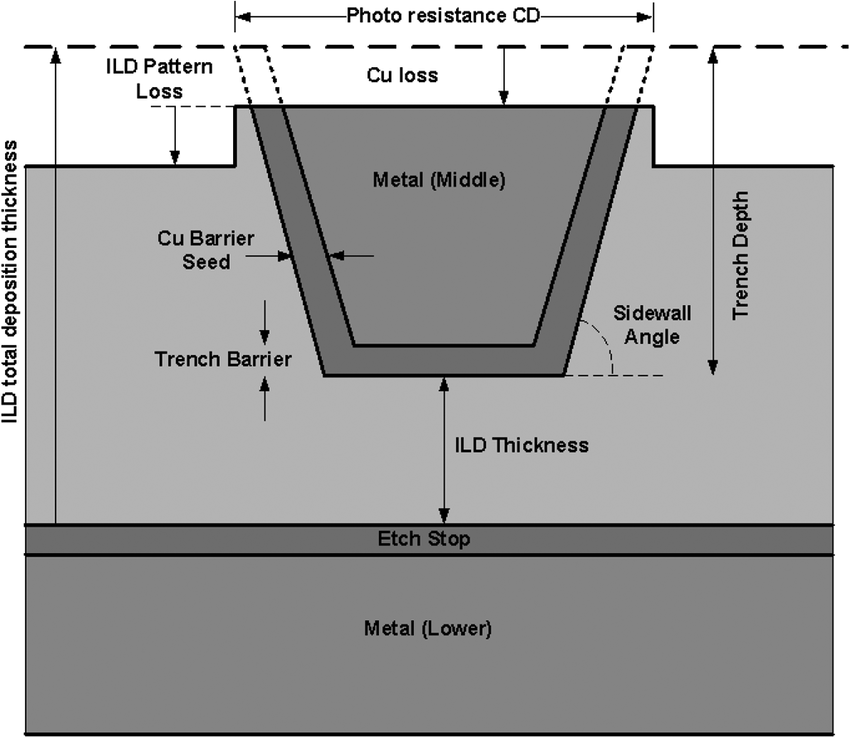 Photo resistance CD
ILD Pattern
Loss
Cu loss
ILD total deposition thickness
Metal (Middle)
Cu Barrier
Seed
Trench Depth
Sidewall
Angle
Trench Barrier
ILD Thickness
Etch Stop
Metal (Lower)